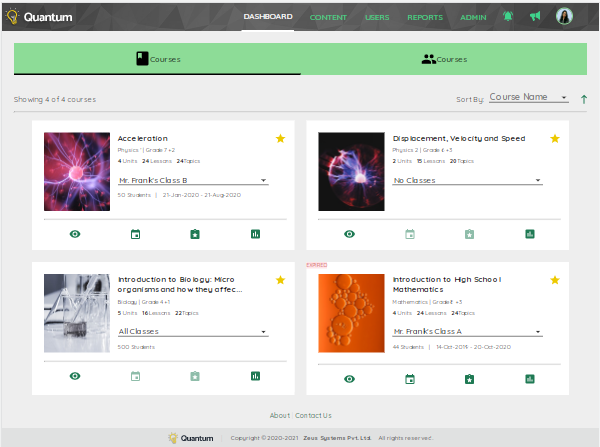 Quantum
DASHBOARD CONTENT USERS REPORTS ADMIN
Courses
Courses
Showing 4 of 4 courses
Sort By: Course Name
Acceleration
Physics 1 | Grade 7 +2
4 Units 24 Lessons 24 Topics
Mr. Frank's Class B
50 Students | 21-Jan-2020 - 21-Aug-2020
Displacement, Velocity and Speed
Physics 2 | Grade 6 +3
2 Units 15 Lessons 20 Topics
No Classes
Introduction to Biology: Micro
organisms and how they affec...
Biology | Grade 4 +1
5 Units 16 Lessons 22 Topics
All Classes
500 Students
EXPIRED
Introduction to High School
Mathematics
Mathematics | Grade 8 +3
4 Units 24 Lessons 24 Topics
Mr. Frank's Class A
44 Students | 14-Oct-2019 - 20-Oct-2020
About | Contact Us
Quantum | Copyright © 2020-2021 Zeus Systems Pvt. Ltd. All rights reserved.